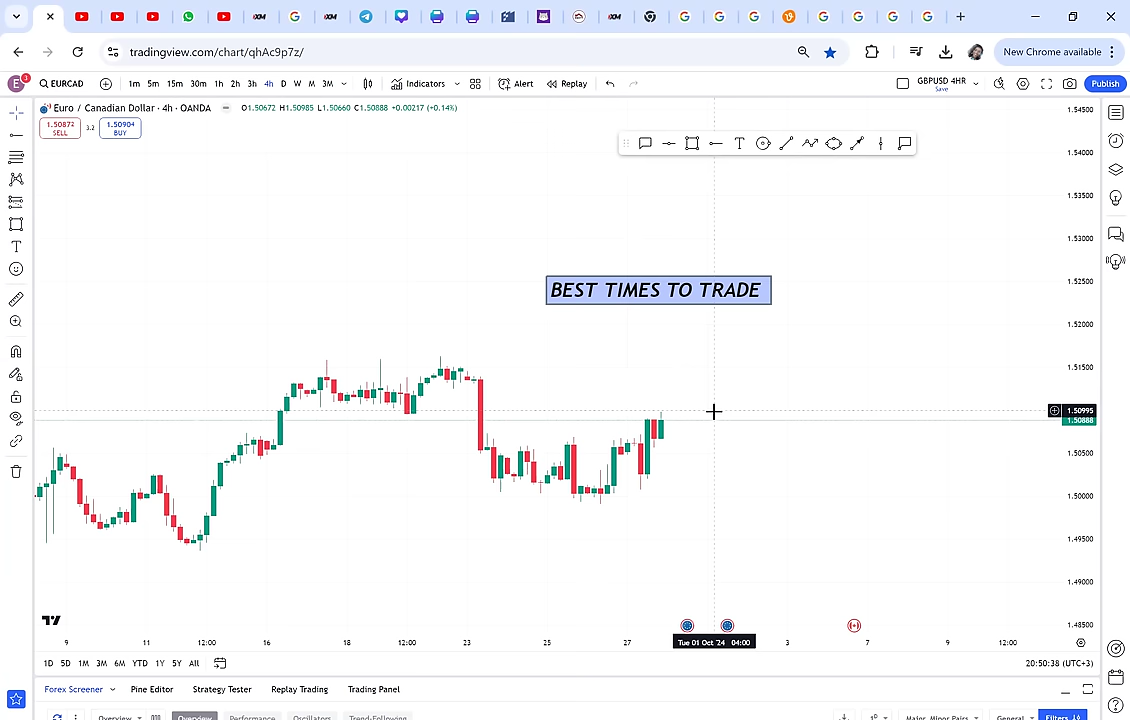 tradingview.com/chart/qhAc9p7z/
New Chrome available
E 3 EURCAD 1m 5m 15m 30m 1h 2h 3h 4h D W M 3M Indicators Alert Replay GBPUSD 4HR Save Publish
Euro / Canadian Dollar · 4h · OANDA O1.50672 H1.50985 L1.50660 C1.50888 +0.00217 (+0.14%)
1.50872 SELL 3.2 1.50904 BUY
BEST TIMES TO TRADE
1.54500
1.54000
1.53500
1.53000
1.52500
1.52000
1.51500
1.50995
1.50888
1.50500
1.50000
1.49500
1.49000
1.48500
9 11 12:00 16 18 12:00 23 25 27 Tue 01 Oct '24 04:00 3 7 9 12:00
1D 5D 1M 3M 6M YTD 1Y 5Y All 20:50:38 (UTC+3)
Forex Screener Pine Editor Strategy Tester Replay Trading Trading Panel
Overview Overview Performance Oscillators Trend-Following 1D Major, Minor Pairs General Filters